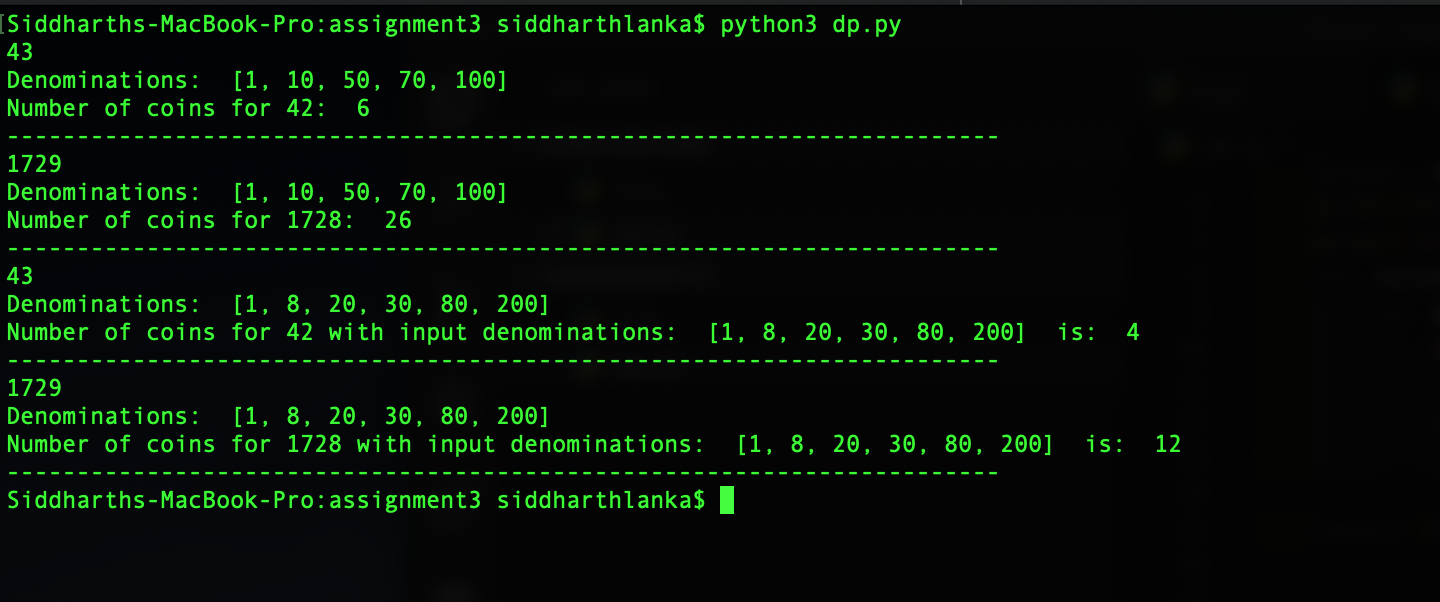 [Siddharths-MacBook-Pro:assignment3 siddharthlanka$ python3 dp.py
43
Denominations:  [1, 10, 50, 70, 100]
Number of coins for 42:  6
-----------------------------------------------------------------------
1729
Denominations:  [1, 10, 50, 70, 100]
Number of coins for 1728:  26
-----------------------------------------------------------------------
43
Denominations:  [1, 8, 20, 30, 80, 200]
Number of coins for 42 with input denominations:  [1, 8, 20, 30, 80, 200]  is:  4
-----------------------------------------------------------------------
1729
Denominations:  [1, 8, 20, 30, 80, 200]
Number of coins for 1728 with input denominations:  [1, 8, 20, 30, 80, 200]  is:  12
-----------------------------------------------------------------------
Siddharths-MacBook-Pro:assignment3 siddharthlanka$